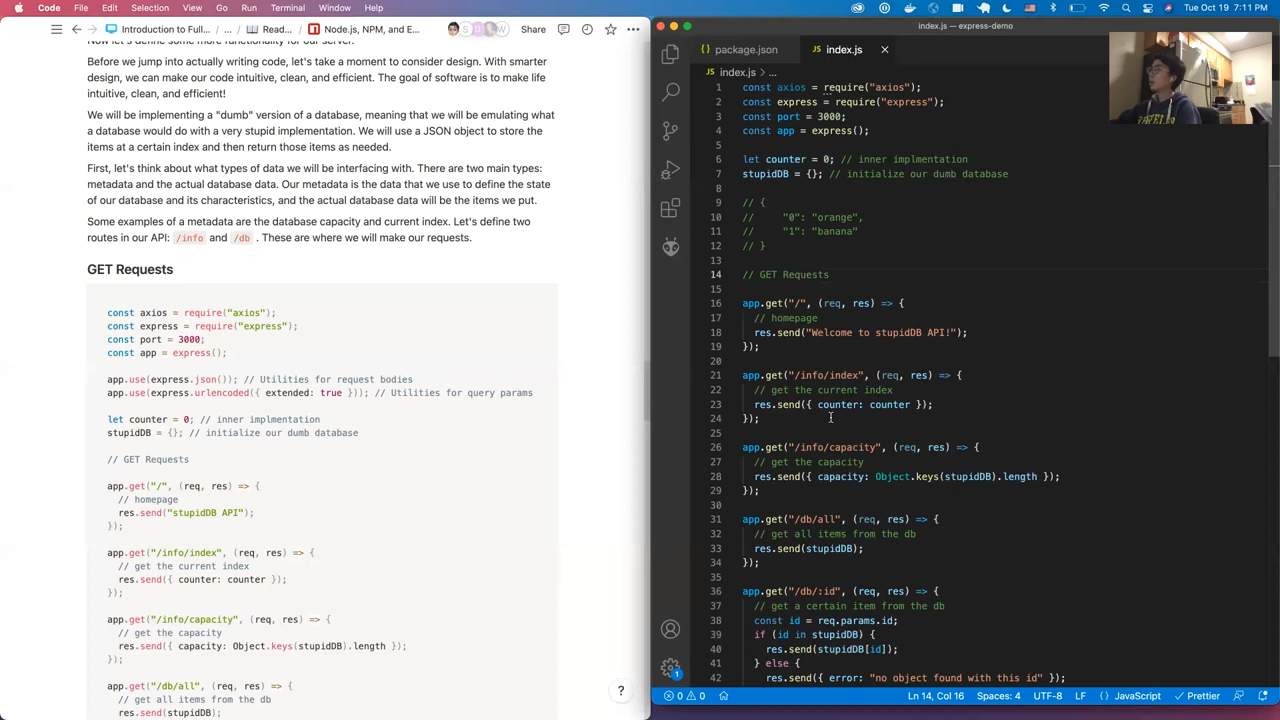 Code File Edit Selection View Go Run Terminal Window Help
Tue Oct 19 7:11 PM
Introduction to Full... / ... / Read... / Node.js, NPM, and E...
Share
Now let's define some more functionality for our server.
Before we jump into actually writing code, let's take a moment to consider design. With smarter
design, we can make our code intuitive, clean, and efficient. The goal of software is to make life
intuitive, clean, and efficient!
We will be implementing a "dumb" version of a database, meaning that we will be emulating what
a database would do with a very stupid implementation. We will use a JSON object to store the
items at a certain index and then return those items as needed.
First, let's think about what types of data we will be interfacing with. There are two main types:
metadata and the actual database data. Our metadata is the data that we use to define the state
of our database and its characteristics, and the actual database data will be the items we put.
Some examples of a metadata are the database capacity and current index. Let's define two
routes in our API: /info and /db . These are where we will make our requests.
GET Requests
const axios = require("axios");
const express = require("express");
const port = 3000;
const app = express();
app.use(express.json()); // Utilities for request bodies
app.use(express.urlencoded({ extended: true })); // Utilities for query params
let counter = 0; // inner implmentation
stupidDB = {}; // initialize our dumb database
// GET Requests
app.get("/", (req, res) => {
// homepage
res.send("stupidDB API");
});
app.get("/info/index", (req, res) => {
// get the current index
res.send({ counter: counter });
});
app.get("/info/capacity", (req, res) => {
// get the capacity
res.send({ capacity: Object.keys(stupidDB).length });
});
app.get("/db/all", (req, res) => {
// get all items from the db
res.send(stupidDB);
?
index.js — express-demo
package.json
index.js
index.js > ...
1 const axios = require("axios");
2 const express = require("express");
3 const port = 3000;
4 const app = express();
5
6 let counter = 0; // inner implmentation
7 stupidDB = {}; // initialize our dumb database
8
9 // {
10 // "0": "orange",
11 // "1": "banana"
12 // }
13
14 // GET Requests
15
16 app.get("/", (req, res) => {
17 // homepage
18 res.send("Welcome to stupidDB API!");
19 });
20
21 app.get("/info/index", (req, res) => {
22 // get the current index
23 res.send({ counter: counter });
24 });
25
26 app.get("/info/capacity", (req, res) => {
27 // get the capacity
28 res.send({ capacity: Object.keys(stupidDB).length });
29 });
30
31 app.get("/db/all", (req, res) => {
32 // get all items from the db
33 res.send(stupidDB);
34 });
35
36 app.get("/db/:id", (req, res) => {
37 // get a certain item from the db
38 const id = req.params.id;
39 if (id in stupidDB) {
40 res.send(stupidDB[id]);
41 } else {
42 res.send({ error: "no object found with this id" });
0 0 Ln 14, Col 16 Spaces: 4 UTF-8 LF {} JavaScript Prettier